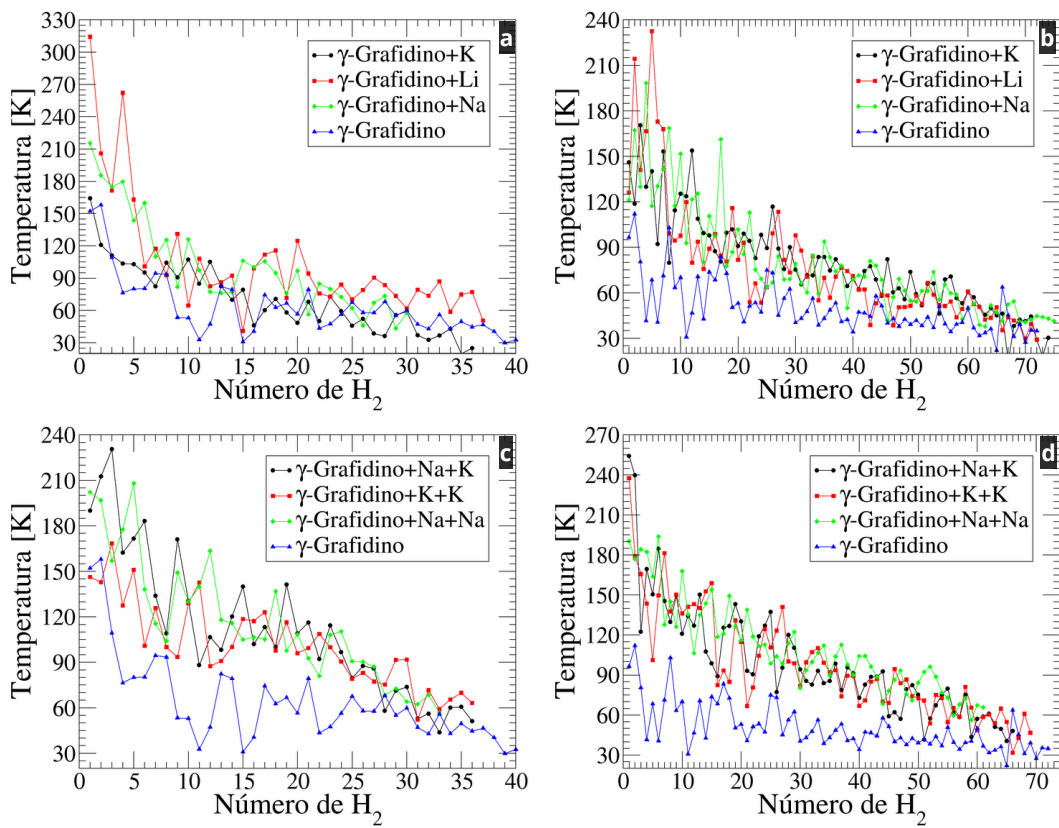 a
330
300
270
240
210
180
150
120
90
60
30
Temperatura [K]
γ-Grafidino+K
γ-Grafidino+Li
γ-Grafidino+Na
γ-Grafidino
0 5 10 15 20 25 30 35 40
Número de H2
b
240
210
180
150
120
90
60
30
Temperatura [K]
γ-Grafidino+K
γ-Grafidino+Li
γ-Grafidino+Na
γ-Grafidino
0 10 20 30 40 50 60 70
Número de H2
c
240
210
180
150
120
90
60
30
Temperatura [K]
γ-Grafidino+Na+K
γ-Grafidino+K+K
γ-Grafidino+Na+Na
γ-Grafidino
0 5 10 15 20 25 30 35 40
Número de H2
d
270
240
210
180
150
120
90
60
30
Temperatura [K]
γ-Grafidino+Na+K
γ-Grafidino+K+K
γ-Grafidino+Na+Na
γ-Grafidino
0 10 20 30 40 50 60 70
Número de H2